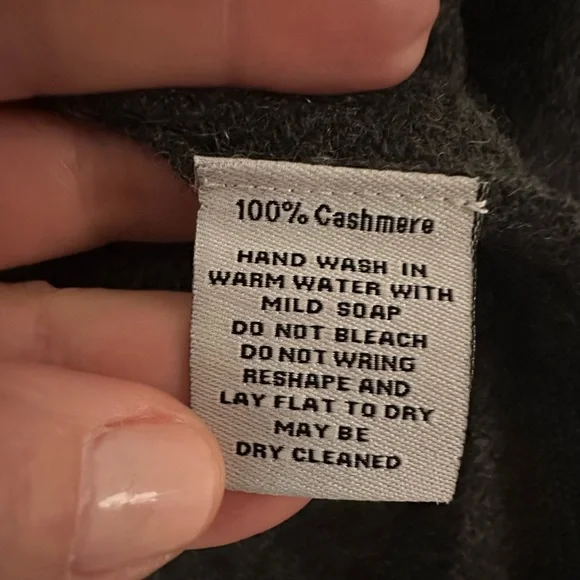 100% Cashmere
HAND WASH IN
WARM WATER WITH
MILD SOAP
DO NOT BLEACH
DO NOT WRING
RESHAPE AND
LAY FLAT TO DRY
MAY BE
DRY CLEANED